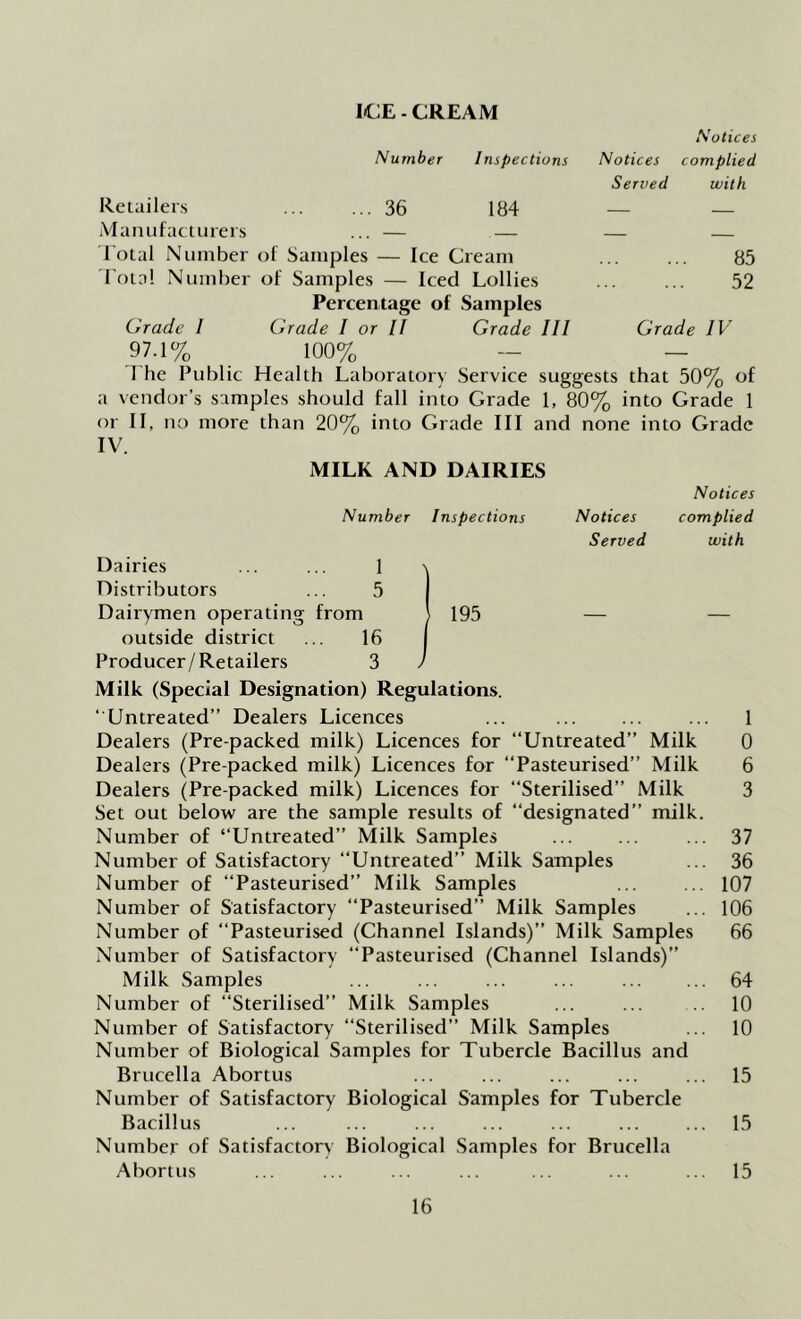 ICE - CREAM
Notices
Number Inspections Notices complied
Served with
Retailers ... ... 36 184 — —
Manufacturers ... — — — —
Total Number of Samples — Ice Cream ... ... 85
Total Number of Samples — Iced Lollies ... ... 52
Percentage of Samples
Grade I Grade I or II Grade III Grade IV
97.1% 100% — —
The Public Health Laboratory Service suggests that 50% of
a vendor's samples should fall into Grade 1, 80% into Grade 1
or II, no more than 20% into Grade III and none into Grade
IV.
MILK AND DAIRIES
Notices
Number Inspections Notices complied
Served with
Dairies ... ... 1
Distributors ... 5
Dairymen operating from 195 — —
outside district ... 16
Producer/Retailers 3
Milk (Special Designation) Regulations.
"Untreated" Dealers Licences ... ... ... ... 1
Dealers (Pre-packed milk) Licences for "Untreated" Milk 0
Dealers (Pre-packed milk) Licences for "Pasteurised" Milk 6
Dealers (Pre-packed milk) Licences for "Sterilised" Milk 3
Set out below are the sample results of "designated" milk.
Number of "Untreated" Milk Samples ... ... ... 37
Number of Satisfactory "Untreated" Milk Samples ... 36
Number of "Pasteurised" Milk Samples ... ... 107
Number of Satisfactory "Pasteurised" Milk Samples ... 106
Number of "Pasteurised (Channel Islands)" Milk Samples 66
Number of Satisfactory "Pasteurised (Channel Islands)"
Milk Samples ... ... ... ... ... ... 64
Number of "Sterilised" Milk Samples ... ... .. 10
Number of Satisfactory "Sterilised" Milk Samples ... 10
Number of Biological Samples for Tubercle Bacillus and
Brucella Abortus ... ... ... ... ... 15
Number of Satisfactory Biological Samples for Tubercle
Bacillus ... ... ... ... ... ... ... 15
Number of Satisfactory Biological Samples for Brucella
Abortus ... ... ... ... ... ... ... 15
16